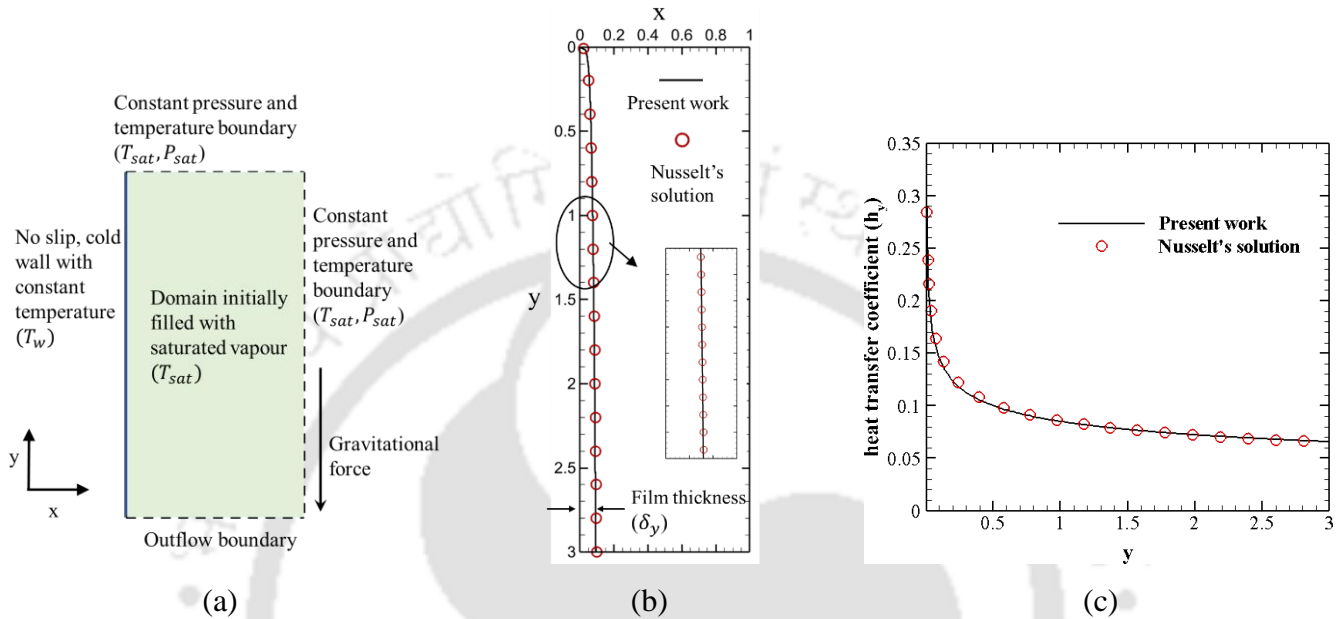 Constant pressure and
temperature boundary
(T_sat, P_sat)
No slip, cold
wall with
constant
temperature
(T_w)
Domain initially
filled with
saturated vapour
(T_sat)
Constant
pressure and
temperature
boundary
(T_sat, P_sat)
Gravitational
force
y
x
Outflow boundary
(a)
x
0 0.2 0.4 0.6 0.8 1
0
0.5
1
1.5
2
2.5
3
y
Present work
Nusselt's
solution
Film thickness
(δ_y)
(b)
0.35
0.3
0.25
0.2
0.15
0.1
0.05
0
heat transfer coefficient (h_y)
Present work
Nusselt's solution
0.5 1 1.5 2 2.5 3
y
(c)